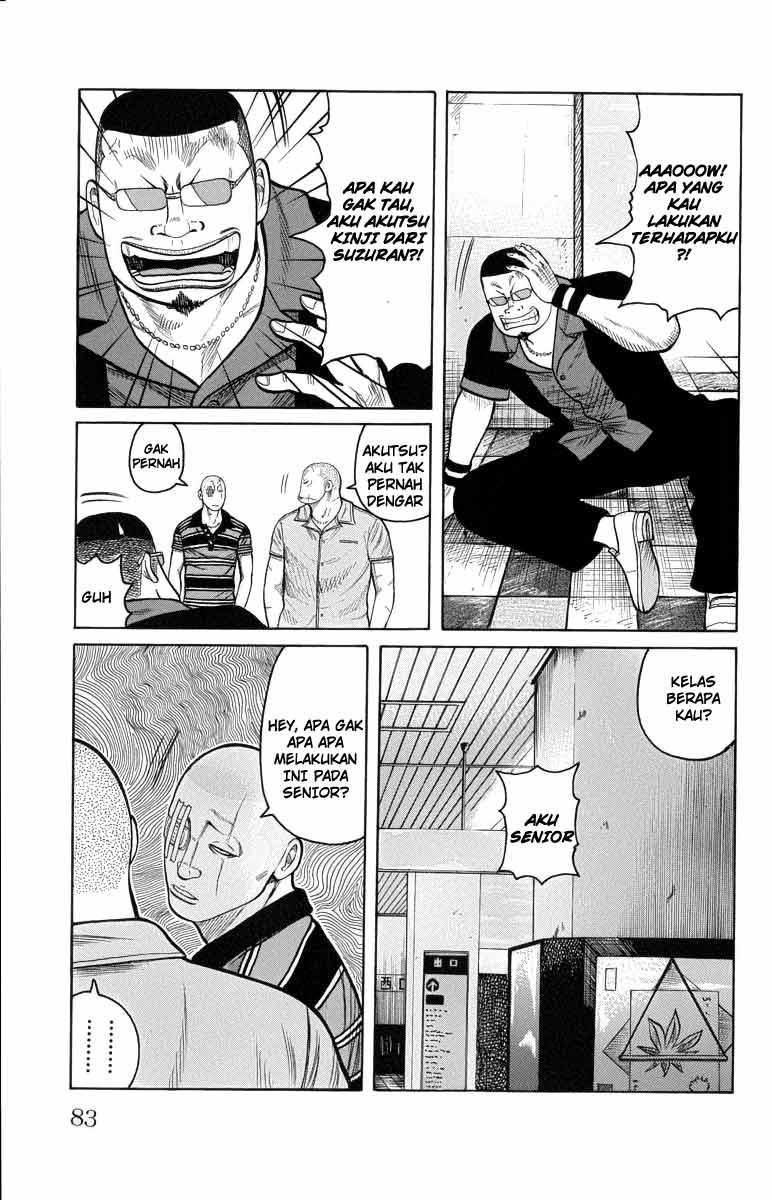 AAAOOOW!
APA YANG
KAU
LAKUKAN
TERHADAPKU
?!
APA KAU
GAK TAU,
AKU AKUTSU
KINJI DARI
SUZURAN?!
AKUTSU?
AKU TAK
PERNAH
DENGAR
GAK
PERNAH
GUH
KELAS
BERAPA
KAU?
AKU
SENIOR
出口
西口
HEY, APA GAK
APA APA
MELAKUKAN
INI PADA
SENIOR?
83